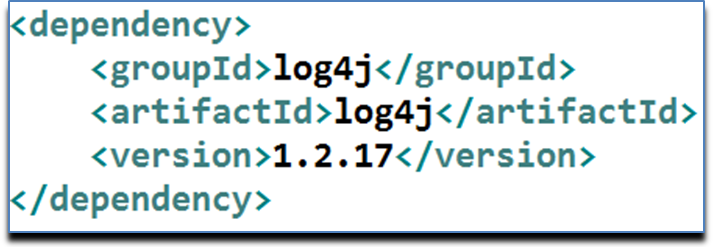 <dependency>
    <groupId>log4j</groupId>
    <artifactId>log4j</artifactId>
    <version>1.2.17</version>
</dependency>